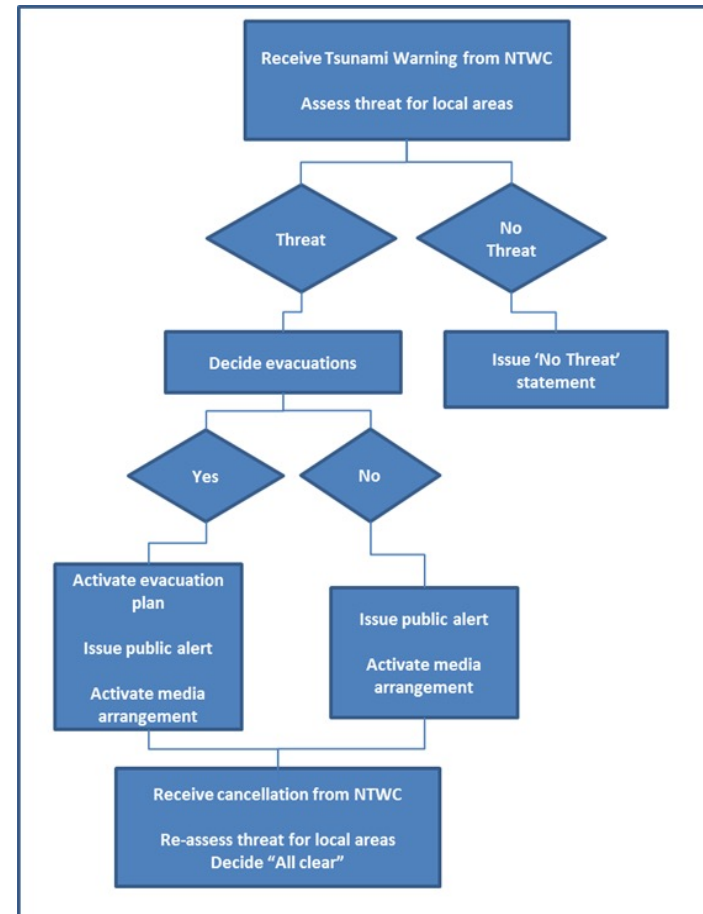 Receive Tsunami Warning from NTWC
Assess threat for local areas
Threat
No
Threat
Decide evacuations
Issue ‘No Threat’
statement
Yes
No
Activate evacuation
plan
Issue public alert
Activate media
arrangement
Issue public alert
Activate media
arrangement
Receive cancellation from NTWC
Re-assess threat for local areas
Decide “All clear”